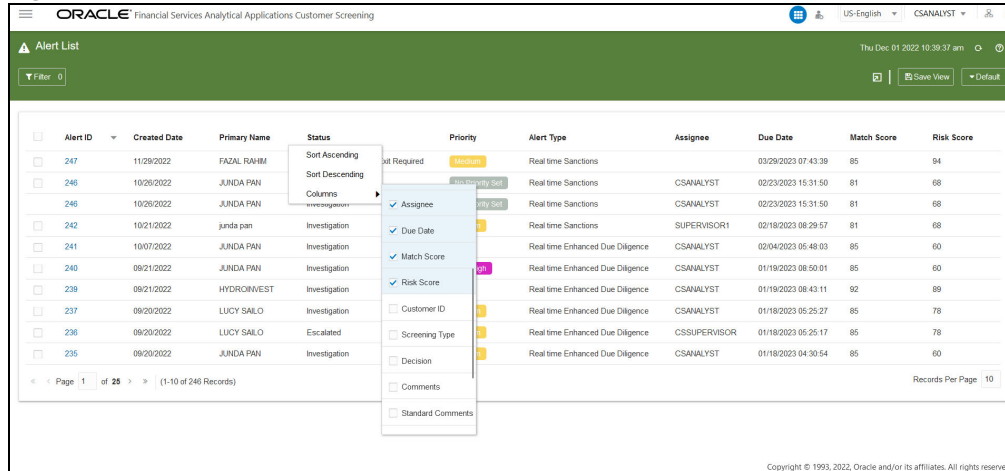 ORACLE Financial Services Analytical Applications Customer Screening
US-English CSANALYST
Alert List
Thu Dec 01 2022 10:39:37 am
Filter 0
Save View Default
Alert ID Created Date Primary Name Status Priority Alert Type Assignee Due Date Match Score Risk Score
247 11/29/2022 FAZAL RAHIM Required Medium Real time Sanctions 03/29/2023 07:43:39 85 94
246 10/26/2022 JUNDA PAN No Priority Set Real time Sanctions CSANALYST 02/23/2023 15:31:50 81 68
246 10/26/2022 JUNDA PAN Investigation Real time Sanctions CSANALYST 02/23/2023 15:31:50 81 68
242 10/21/2022 junda pan Investigation Real time Sanctions SUPERVISOR1 02/18/2023 08:29:57 81 68
241 10/07/2022 JUNDA PAN Investigation Real time Enhanced Due Diligence CSANALYST 02/04/2023 05:48:03 85 60
240 09/21/2022 JUNDA PAN Investigation Real time Enhanced Due Diligence CSANALYST 01/19/2023 08:50:01 85 60
239 09/21/2022 HYDROINVEST Investigation Real time Enhanced Due Diligence CSANALYST 01/19/2023 08:43:11 92 89
237 09/20/2022 LUCY SAILO Investigation Real time Enhanced Due Diligence CSANALYST 01/18/2023 05:25:27 85 78
236 09/20/2022 LUCY SAILO Escalated Real time Enhanced Due Diligence CSSUPERVISOR 01/18/2023 05:25:17 85 78
235 09/20/2022 JUNDA PAN Investigation Real time Enhanced Due Diligence CSANALYST 01/18/2023 04:30:54 85 60
Sort Ascending
Sort Descending
Columns
Assignee
Due Date
Match Score
Risk Score
Customer ID
Screening Type
Decision
Comments
Standard Comments
Page 1 of 25 (1-10 of 246 Records)
Records Per Page 10
Copyright © 1993, 2022, Oracle and/or its affiliates. All rights reserve